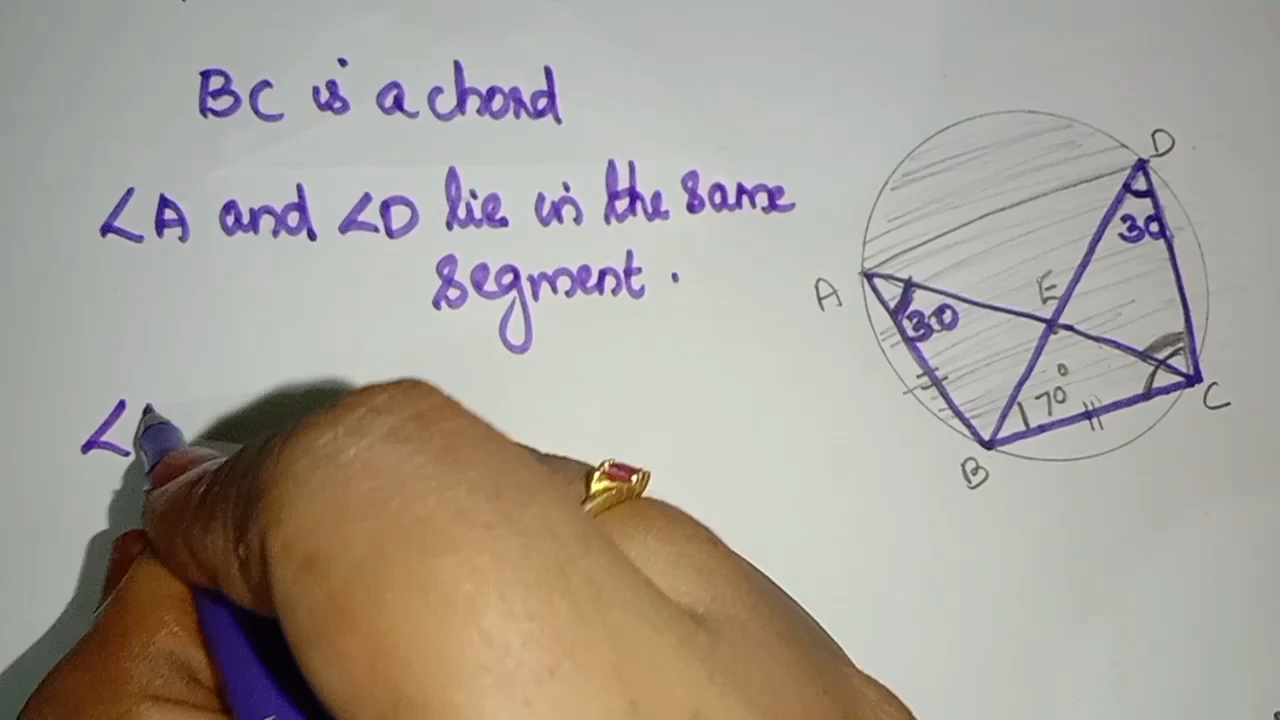 BC is a chord
∠A and ∠D lie in the same
segment.
∠
D
30
A
E
30
70°
C
B